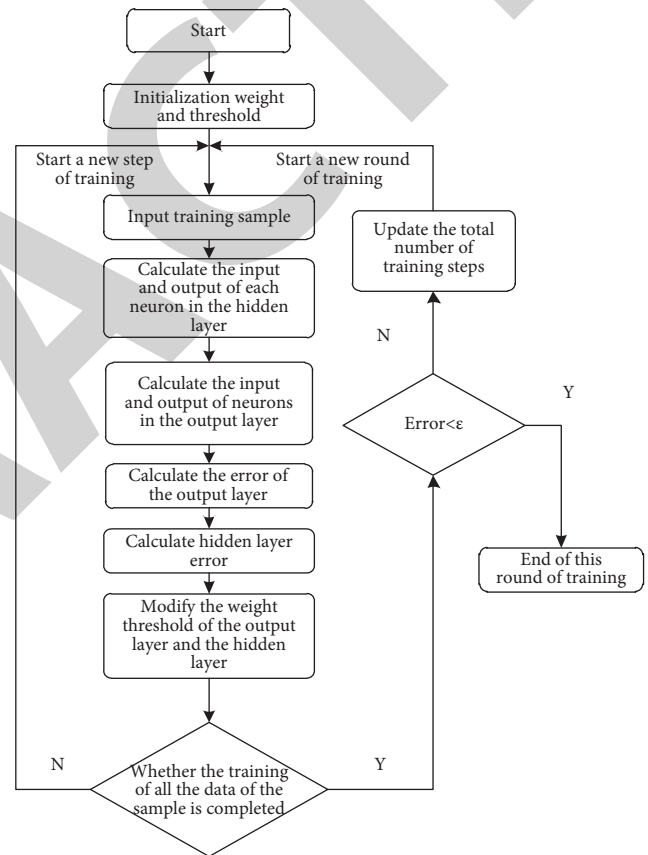 Start
Initialization weight
and threshold
Start a new step
of training
Start a new round
of training
Input training sample
Calculate the input
and output of each
neuron in the hidden
layer
Calculate the input
and output of neurons
in the output layer
Calculate the error of
the output layer
Calculate hidden layer
error
Modify the weight
threshold of the output
layer and the hidden
layer
Whether the training
of all the data of the
sample is completed
N
Y
Update the total
number of
training steps
N
Error<ε
Y
End of this
round of training